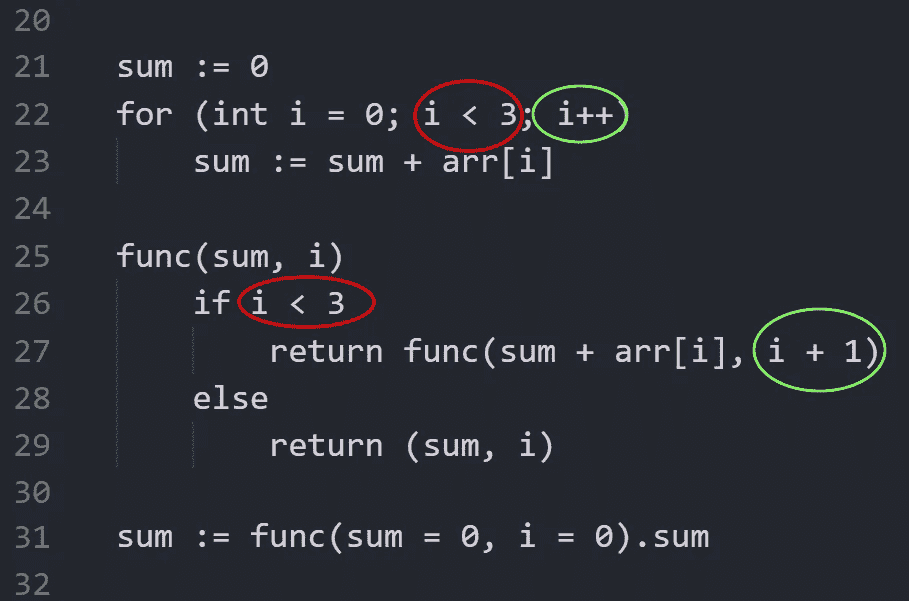 20
21 sum := 0
22 for (int i = 0; i < 3; i++)
23 sum := sum + arr[i]
24
25 func(sum, i)
26 if i < 3
27 return func(sum + arr[i], i + 1)
28 else
29 return (sum, i)
30
31 sum := func(sum = 0, i = 0).sum
32